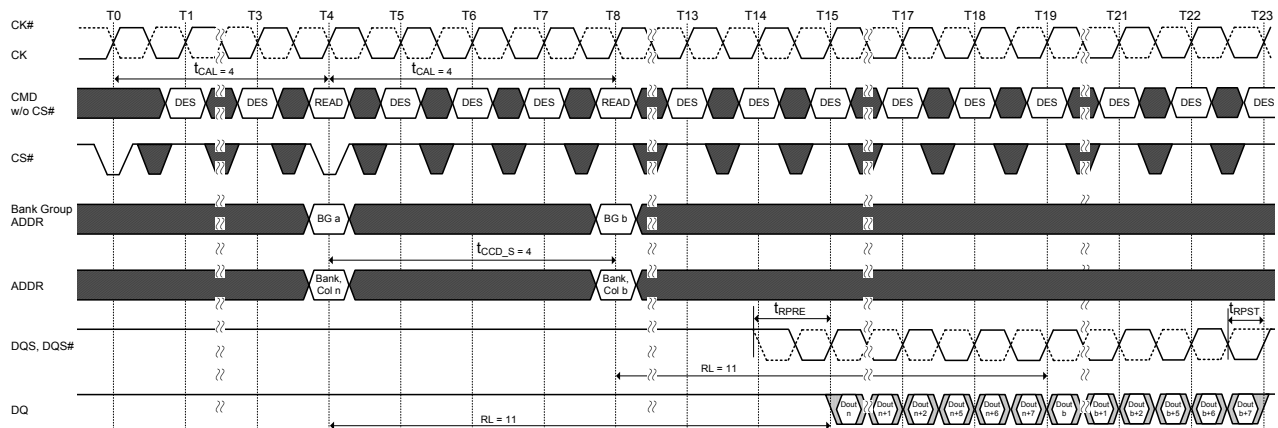 CK#
CK
T0 T1 T3 T4 T5 T6 T7 T8 T13 T14 T15 T17 T18 T19 T21 T22 T23
tCAL = 4 tCAL = 4
CMD
w/o CS#
DES DES READ DES DES DES READ DES DES DES DES DES DES DES DES DES
CS#
Bank Group
ADDR
BG a BG b
tCCD_S = 4
ADDR
Bank,
Col n
Bank,
Col b
tRPRE tRPST
DQS, DQS#
RL = 11
DQ
Dout
n
Dout
n+1
Dout
n+2
Dout
n+5
Dout
n+6
Dout
n+7
Dout
b
Dout
b+1
Dout
b+2
Dout
b+5
Dout
b+6
Dout
b+7
RL = 11